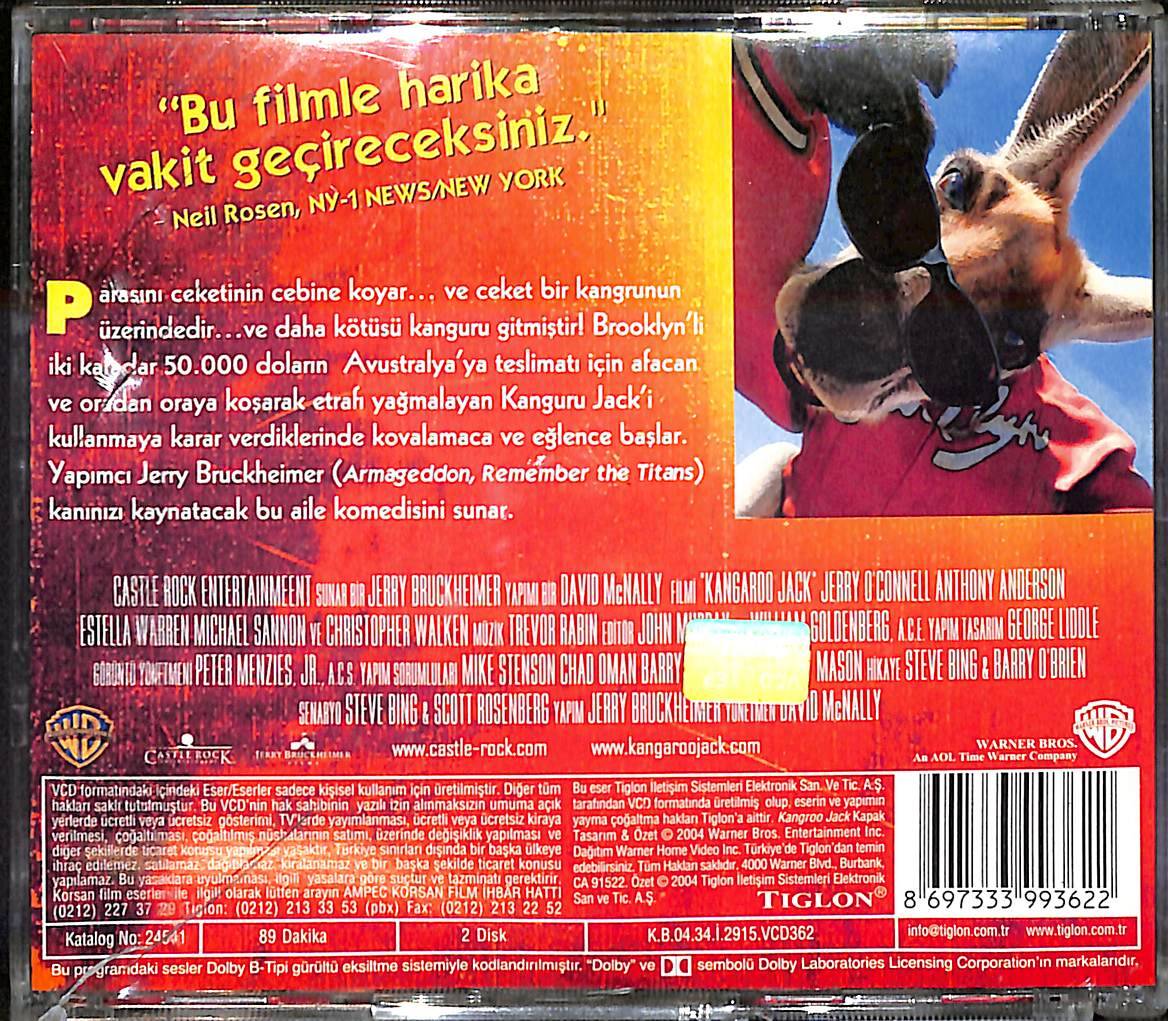 “Bu filmle harika
vakit geçireceksiniz."
- Neil Rosen, NY-1 NEWS/NEW YORK
Parasını ceketinin cebine koyar... ve ceket bir kangrunun
üzerindedir...ve daha kötüsü kanguru gitmiştir! Brooklyn'li
iki 50.000 doların Avustralya'ya teslimatı için afacan
ve oradan oraya koşarak etrafı yağmalayan Kanguru Jack'i
kullanmaya karar verdiklerinde kovalamaca ve eğlence başlar.
Yapımcı Jerry Bruckheimer (Armageddon, Remember the Titans)
kanınızı kaynatacak bu aile komedisini sunar.
CASTLE ROCK ENTERTAINMEENT SUNAR BIR JERRY BRUCKHEIMER YAPIMI BIR DAVID McNALLY FILMI "KANGAROO JACK" JERRY O'CONNELL ANTHONY ANDERSON
ESTELLA WARREN MICHAEL SANNON VE CHRISTOPHER WALKEN MÜZIK TREVOR RABIN EDITOR JOHN GOLDENBERG, A.C.E. YAPIM TASARIM GEORGE LIDDLE
GÖRÜNTÜ YÖNETMENI PETER MENZIES, JR., A.C.S. YAPIM SORUMLULARI MIKE STENSON CHAD OMAN BARRY MASON HIKAYE STEVE BING & BARRY O'BRIEN
SENARYO STEVE BING & SCOTT ROSENBERG YAPIM JERRY BRUCKHEIMER YÖNETMEN DAVID McNALLY
WB
CASTLE ROCK
ENTERTAINMENT
JERRY BRUCKHEIMER
FILMS
www.castle-rock.com www.kangaroojack.com
WARNER BROS.
An AOL Time Warner Company
WARNER BROS. PICTURES
VCD formatındaki içindeki Eser/Eserler sadece kişisel kullanım için üretilmiştir. Diğer tüm
hakları saklı tutulmuştur. Bu VCD'nin hak sahibinin yazılı izin alınmaksızın umuma açık
yerlerde ücretli veya ücretsiz gösterimi, TV'lerde yayımlanması, ücretli veya ücretsiz kiraya
verilmesi, çoğaltılması, çoğaltılmış nüshalarının satımı, üzerinde değişiklik yapılması ve
diğer şekillerde ticaret konusu yapılması yasaktır, Türkiye sınırları dışında bir başka ülkeye
ihraç edilemez, satılamaz, dağıtılamaz, kiralanamaz ve bir başka şekilde ticaret konusu
yapılamaz. Bu yasaklara uyulmaması, ilgili yasalara göre suçtur ve tazminatı gerektirir.
Korsan film eserleri ile ilgili olarak lütfen arayın AMPEC KORSAN FİLM İHBAR HATTI
(0212) 227 37 29 Tiglon: (0212) 213 33 53 (pbx) Fax: (0212) 213 22 52
Bu eser Tiglon İletişim Sistemleri Elektronik San. Ve Tic. A.Ş.
tarafından VCD formatında üretilmiş olup, eserin ve yapımın
yayma çoğaltma hakları Tiglon'a aittir. Kangroo Jack Kapak
Tasarım & Özet © 2004 Warner Bros. Entertainment Inc.
Dağıtım Warner Home Video Inc. Türkiye'de Tiglon'dan temin
edebilirsiniz. Tüm Hakları saklıdır, 4000 Warner Blvd., Burbank,
CA 91522. Özet © 2004 Tiglon İletişim Sistemleri Elektronik
San ve Tic. A.Ş.
TIGLON®
8 697333 993622
Katalog No: 24541
89 Dakika
2 Disk
K.B.04.34.İ.2915.VCD362
info@tiglon.com.tr www.tiglon.com.tr
Bu programdaki sesler Dolby B-Tipi gürültü eksiltme sistemiyle kodlandırılmıştır. “Dolby” ve sembolü Dolby Laboratories Licensing Corporation'ın markalarıdır.